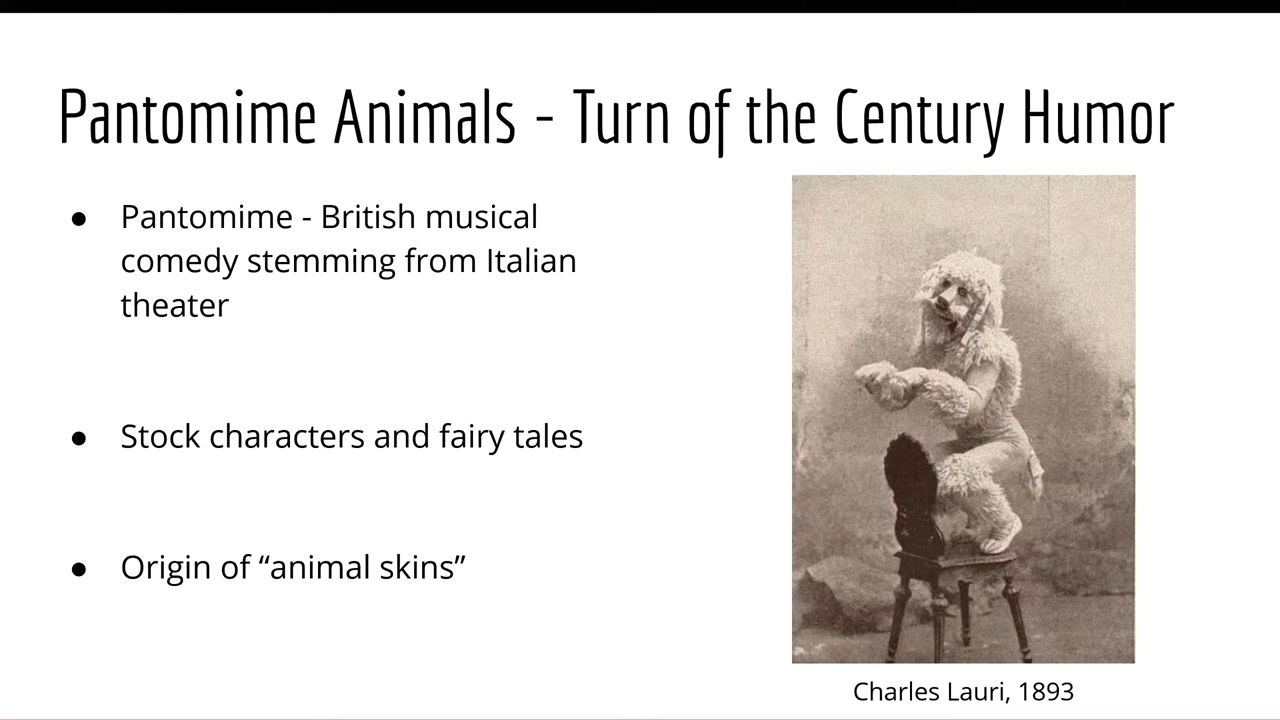 Pantomime Animals - Turn of the Century Humor
● Pantomime - British musical
comedy stemming from Italian
theater
● Stock characters and fairy tales
● Origin of “animal skins”
Charles Lauri, 1893